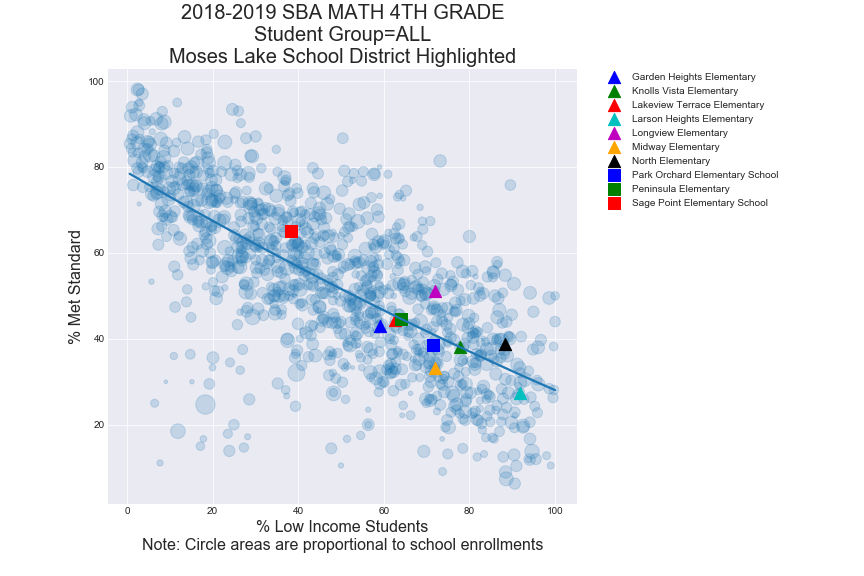 2018-2019 SBA MATH 4TH GRADE
Student Group=ALL
Moses Lake School District Highlighted
% Met Standard
100
80
60
40
20
0
20
40
60
80
100
% Low Income Students
Note: Circle areas are proportional to school enrollments
Garden Heights Elementary
Knolls Vista Elementary
Lakeview Terrace Elementary
Larson Heights Elementary
Longview Elementary
Midway Elementary
North Elementary
Park Orchard Elementary School
Peninsula Elementary
Sage Point Elementary School